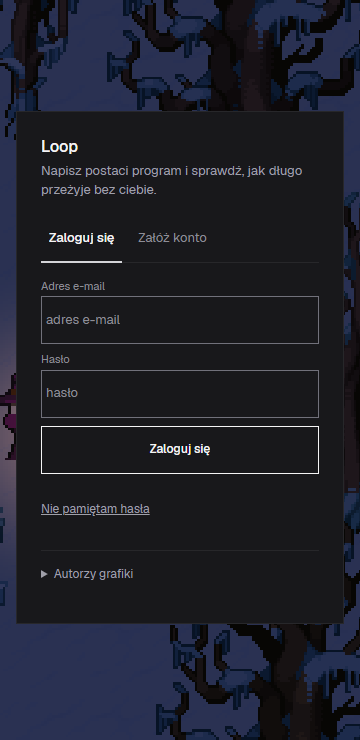 Loop
Napisz postaci program i sprawdź, jak długo
przeżyje bez ciebie.
Zaloguj się
Załóż konto
Adres e-mail
adres e-mail
Hasło
hasło
Zaloguj się
Nie pamiętam hasła
Autorzy grafiki